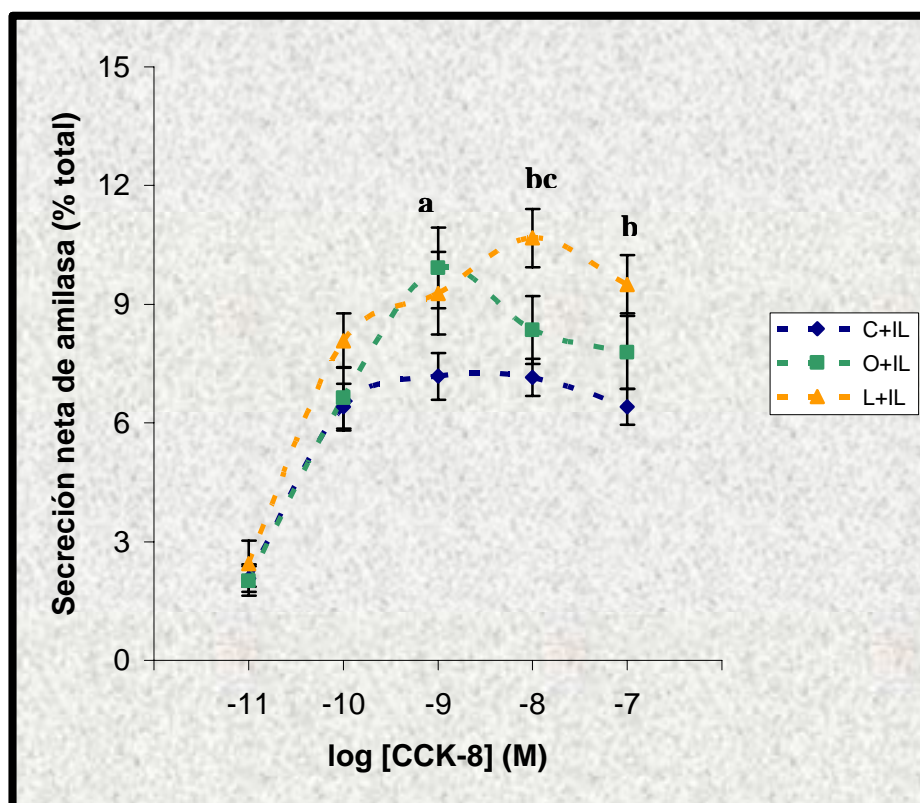 Secreción neta de amilasa (% total)
15
12
9
6
3
0
a
bc
b
-11 -10 -9 -8 -7
log [CCK-8] (M)
C+IL
O+IL
L+IL